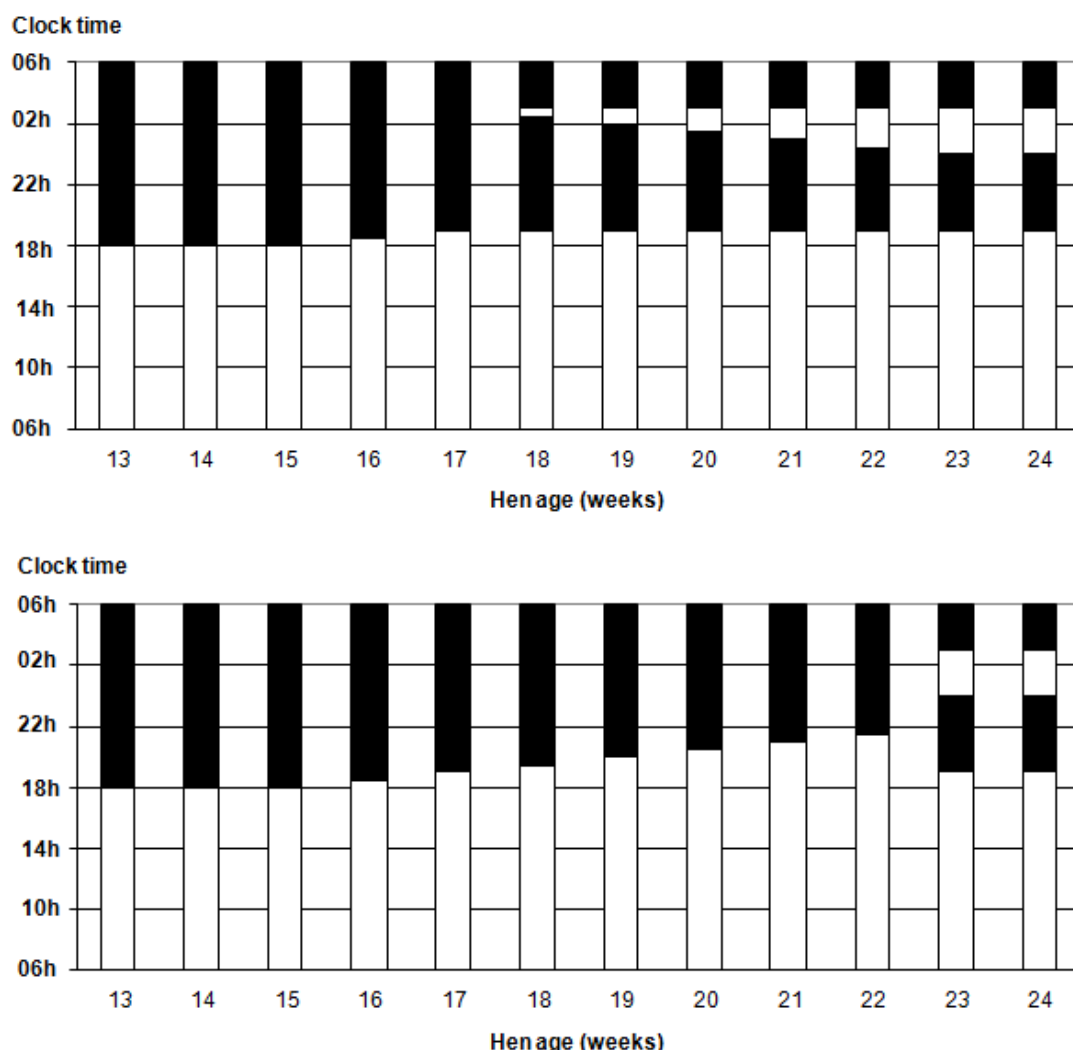 Clock time
06h
02h
22h
18h
14h
10h
06h
13 14 15 16 17 18 19 20 21 22 23 24
Hen age (weeks)
Clock time
06h
02h
22h
18h
14h
10h
06h
13 14 15 16 17 18 19 20 21 22 23 24
Hen age (weeks)